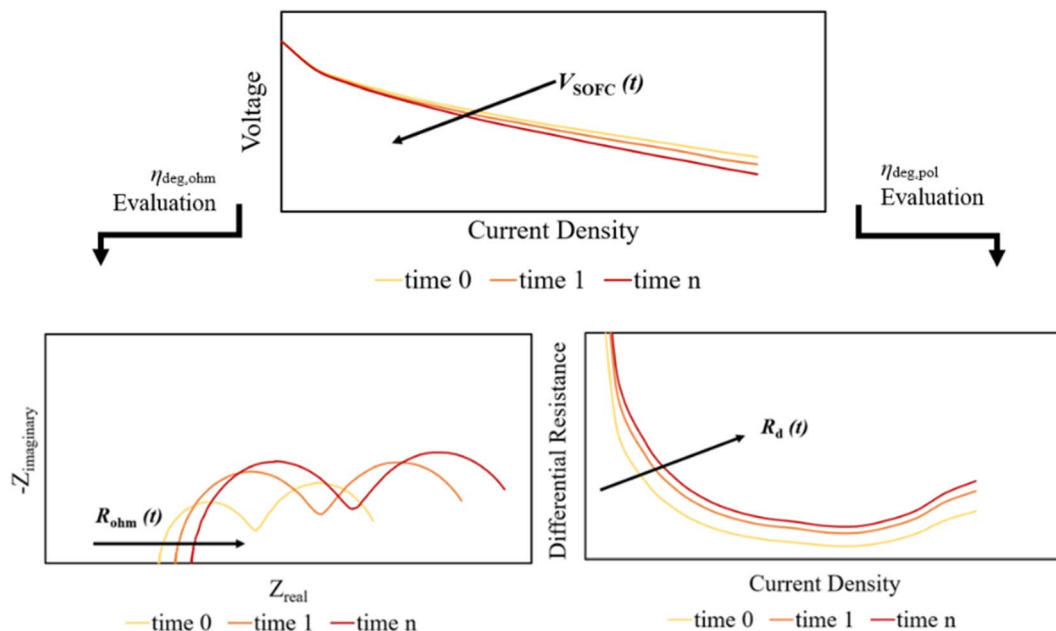 Voltage
V_SOFC (t)
η_deg,ohm
Evaluation
η_deg,pol
Evaluation
Current Density
time 0 time 1 time n
-Z_imaginary
R_ohm (t)
Z_real
time 0 time 1 time n
Differential Resistance
R_d (t)
Current Density
time 0 time 1 time n